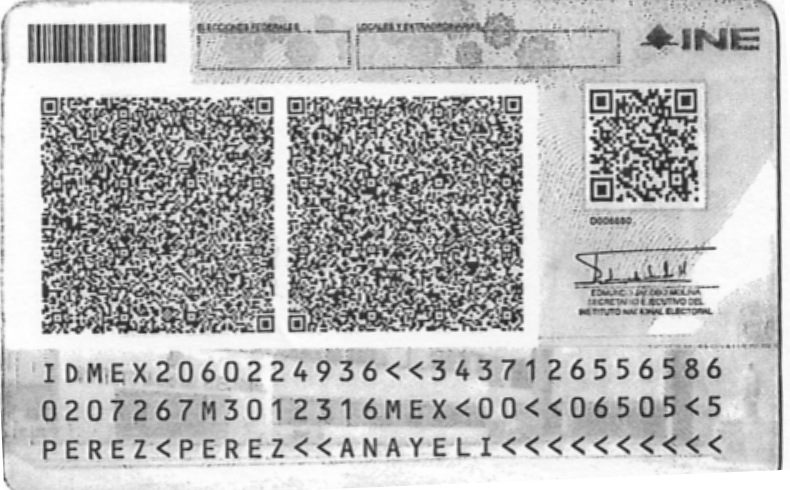 ELECCIONES FEDERALES
LOCALES Y EXTRAORDINARIAS
INE
D006680
EDMUNDO JACOBO MOLINA
SECRETARIO EJECUTIVO DEL
INSTITUTO NACIONAL ELECTORAL
IDMEX2060224936<<3437126556586
0207267M3012316MEX<00<<06505<5
PEREZ<PEREZ<<ANAYELI<<<<<<<<<<